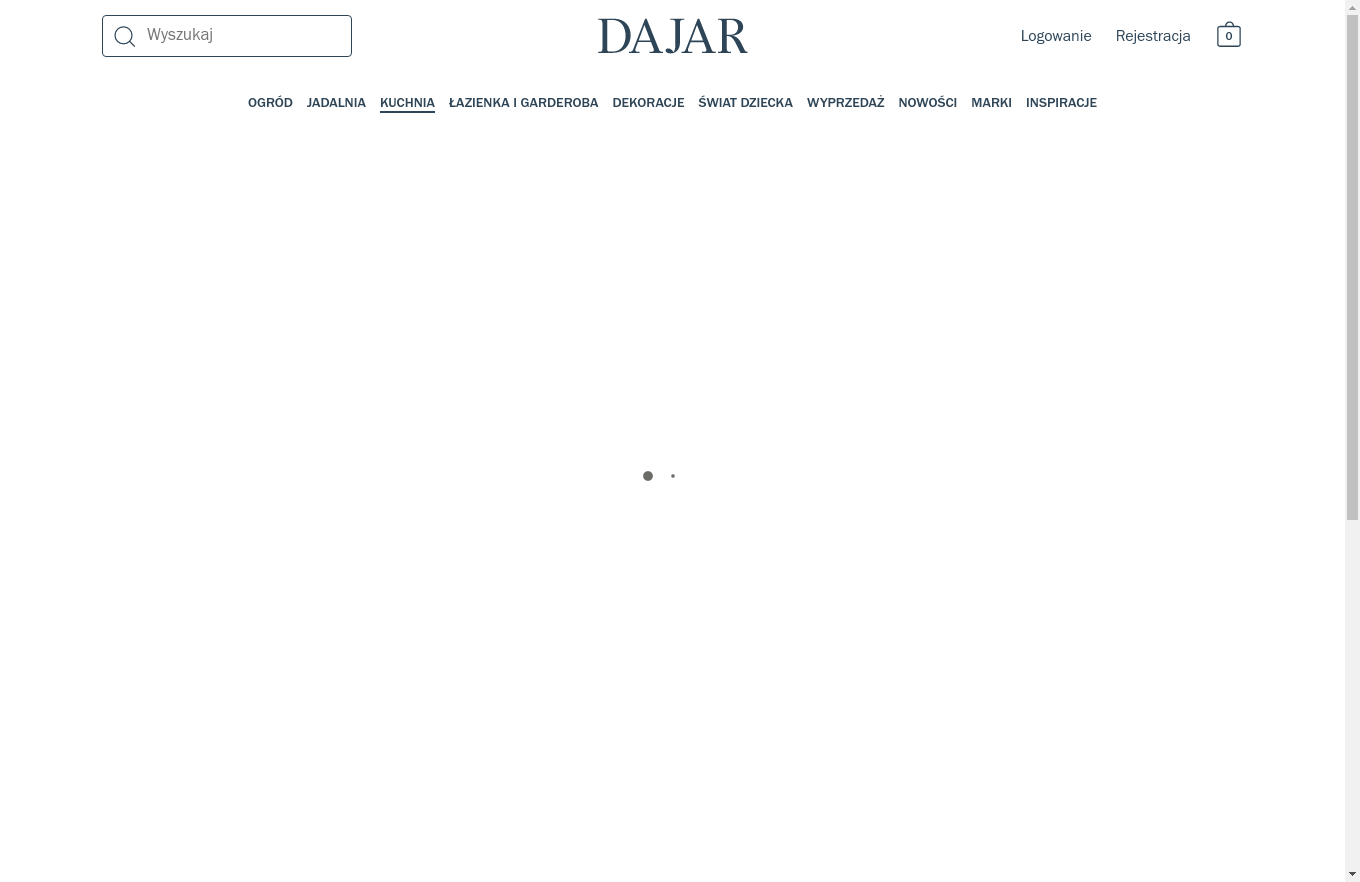 Wyszukaj
DAJAR
Logowanie
Rejestracja
0
OGRÓD JADALNIA KUCHNIA ŁAZIENKA I GARDEROBA DEKORACJE ŚWIAT DZIECKA WYPRZEDAŻ NOWOŚCI MARKI INSPIRACJE